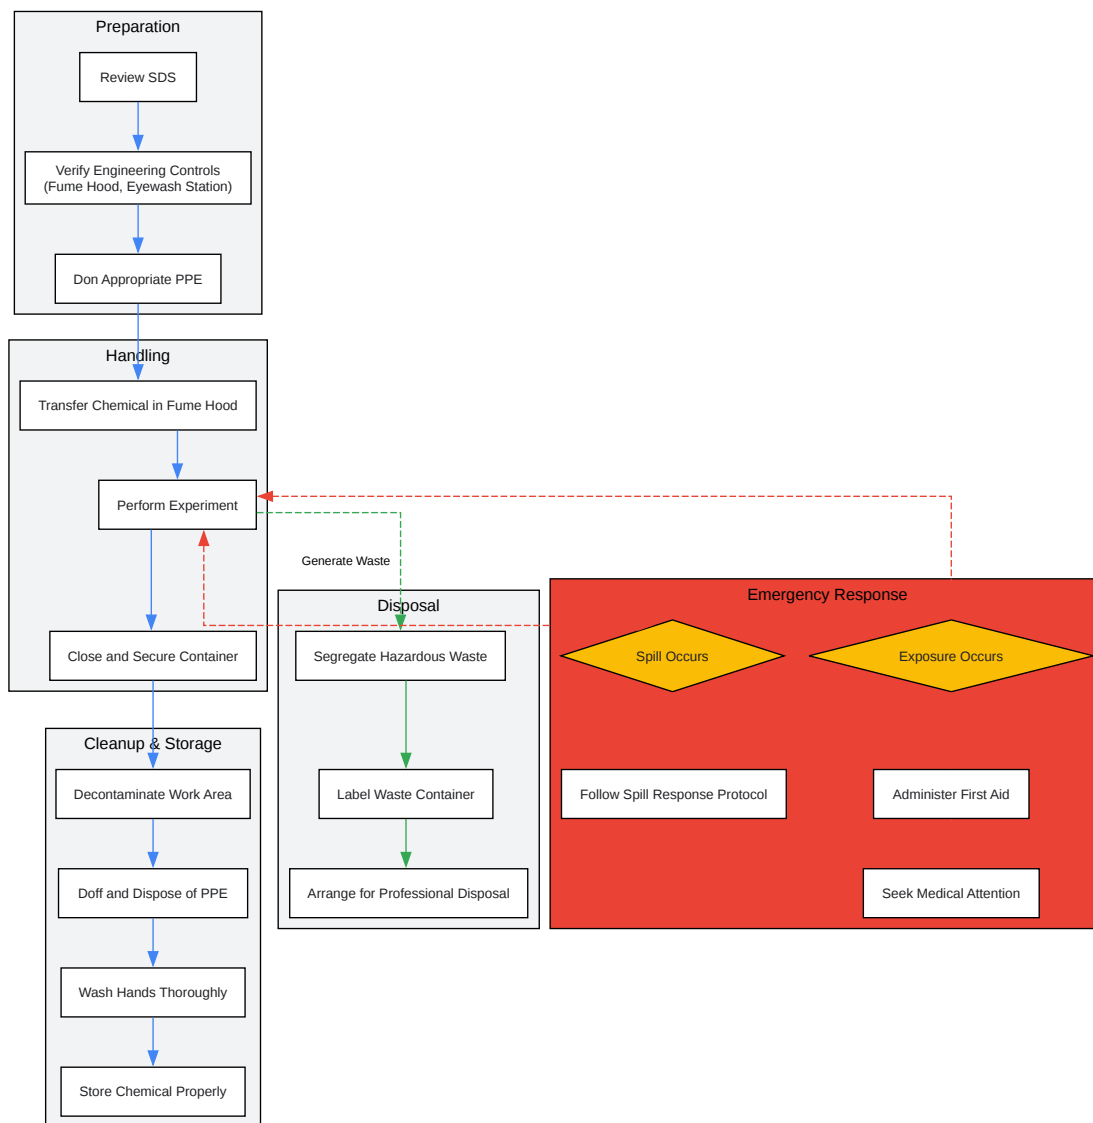 Preparation
Review SDS
Verify Engineering Controls
(Fume Hood, Eyewash Station)
Don Appropriate PPE
Handling
Transfer Chemical in Fume Hood
Perform Experiment
Generate Waste
Close and Secure Container
Cleanup & Storage
Decontaminate Work Area
Doff and Dispose of PPE
Wash Hands Thoroughly
Store Chemical Properly
Disposal
Segregate Hazardous Waste
Label Waste Container
Arrange for Professional Disposal
Emergency Response
Spill Occurs
Exposure Occurs
Follow Spill Response Protocol
Administer First Aid
Seek Medical Attention